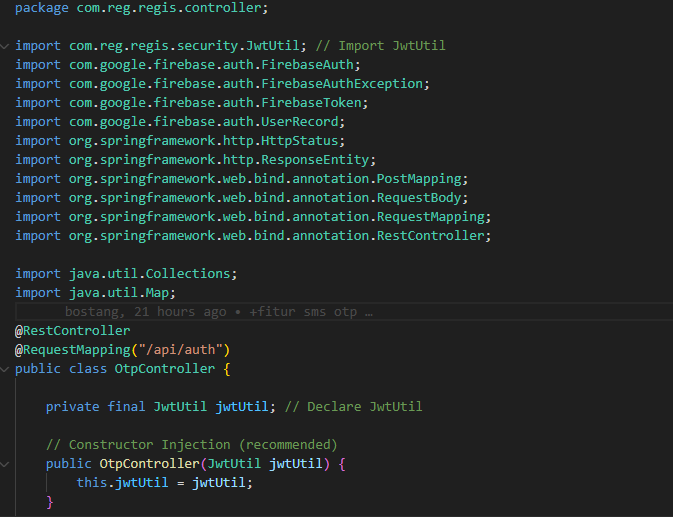 package com.reg.regis.controller;
import com.reg.regis.security.JwtUtil; // Import JwtUtil
import com.google.firebase.auth.FirebaseAuth;
import com.google.firebase.auth.FirebaseAuthException;
import com.google.firebase.auth.FirebaseToken;
import com.google.firebase.auth.UserRecord;
import org.springframework.http.HttpStatus;
import org.springframework.http.ResponseEntity;
import org.springframework.web.bind.annotation.PostMapping;
import org.springframework.web.bind.annotation.RequestBody;
import org.springframework.web.bind.annotation.RequestMapping;
import org.springframework.web.bind.annotation.RestController;
import java.util.Collections;
import java.util.Map;
bostang, 21 hours ago • +fitur sms otp …
@RestController
@RequestMapping("/api/auth")
public class OtpController {
private final JwtUtil jwtUtil; // Declare JwtUtil
// Constructor Injection (recommended)
public OtpController(JwtUtil jwtUtil) {
this.jwtUtil = jwtUtil;
}